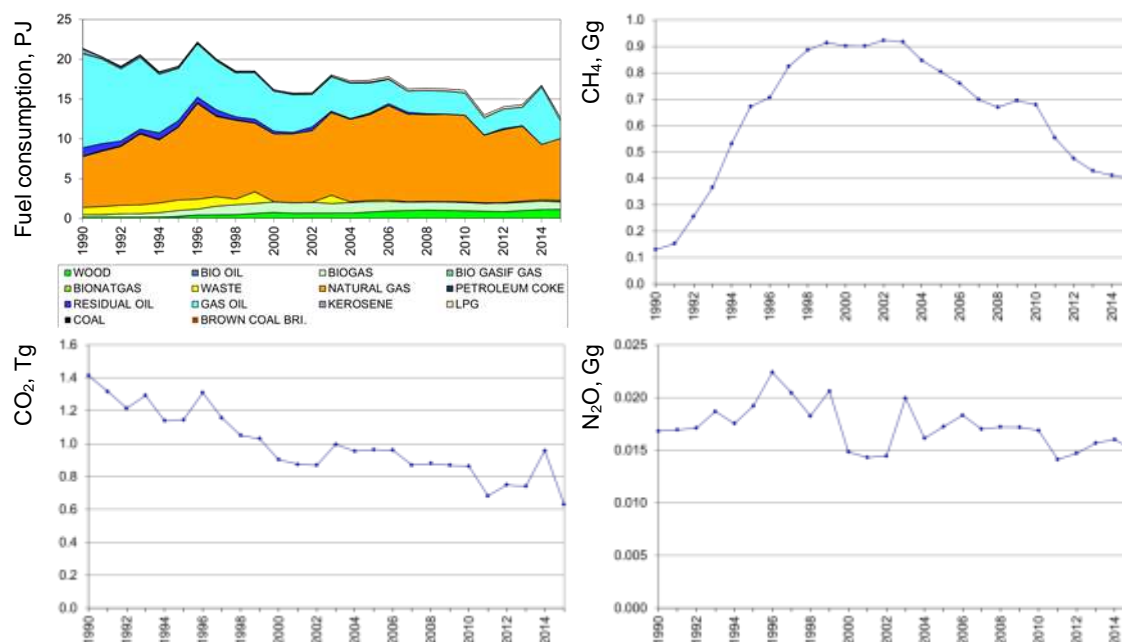 Fuel consumption, PJ
25
20
15
10
5
0
1990 1992 1994 1996 1998 2000 2002 2004 2006 2008 2010 2012 2014
WOOD BIO OIL BIOGAS BIO GASIF GAS
BIONATGAS WASTE NATURAL GAS PETROLEUM COKE
RESIDUAL OIL GAS OIL KEROSENE LPG
COAL BROWN COAL BRI.
CH₄, Gg
1.0
0.9
0.8
0.7
0.6
0.5
0.4
0.3
0.2
0.1
0.0
1990 1992 1994 1996 1998 2000 2002 2004 2006 2008 2010 2012 2014
CO₂, Tg
1.6
1.4
1.2
1.0
0.8
0.6
0.4
0.2
0.0
1990 1992 1994 1996 1998 2000 2002 2004 2006 2008 2010 2012 2014
N₂O, Gg
0.025
0.020
0.015
0.010
0.005
0.000
1990 1992 1994 1996 1998 2000 2002 2004 2006 2008 2010 2012 2014